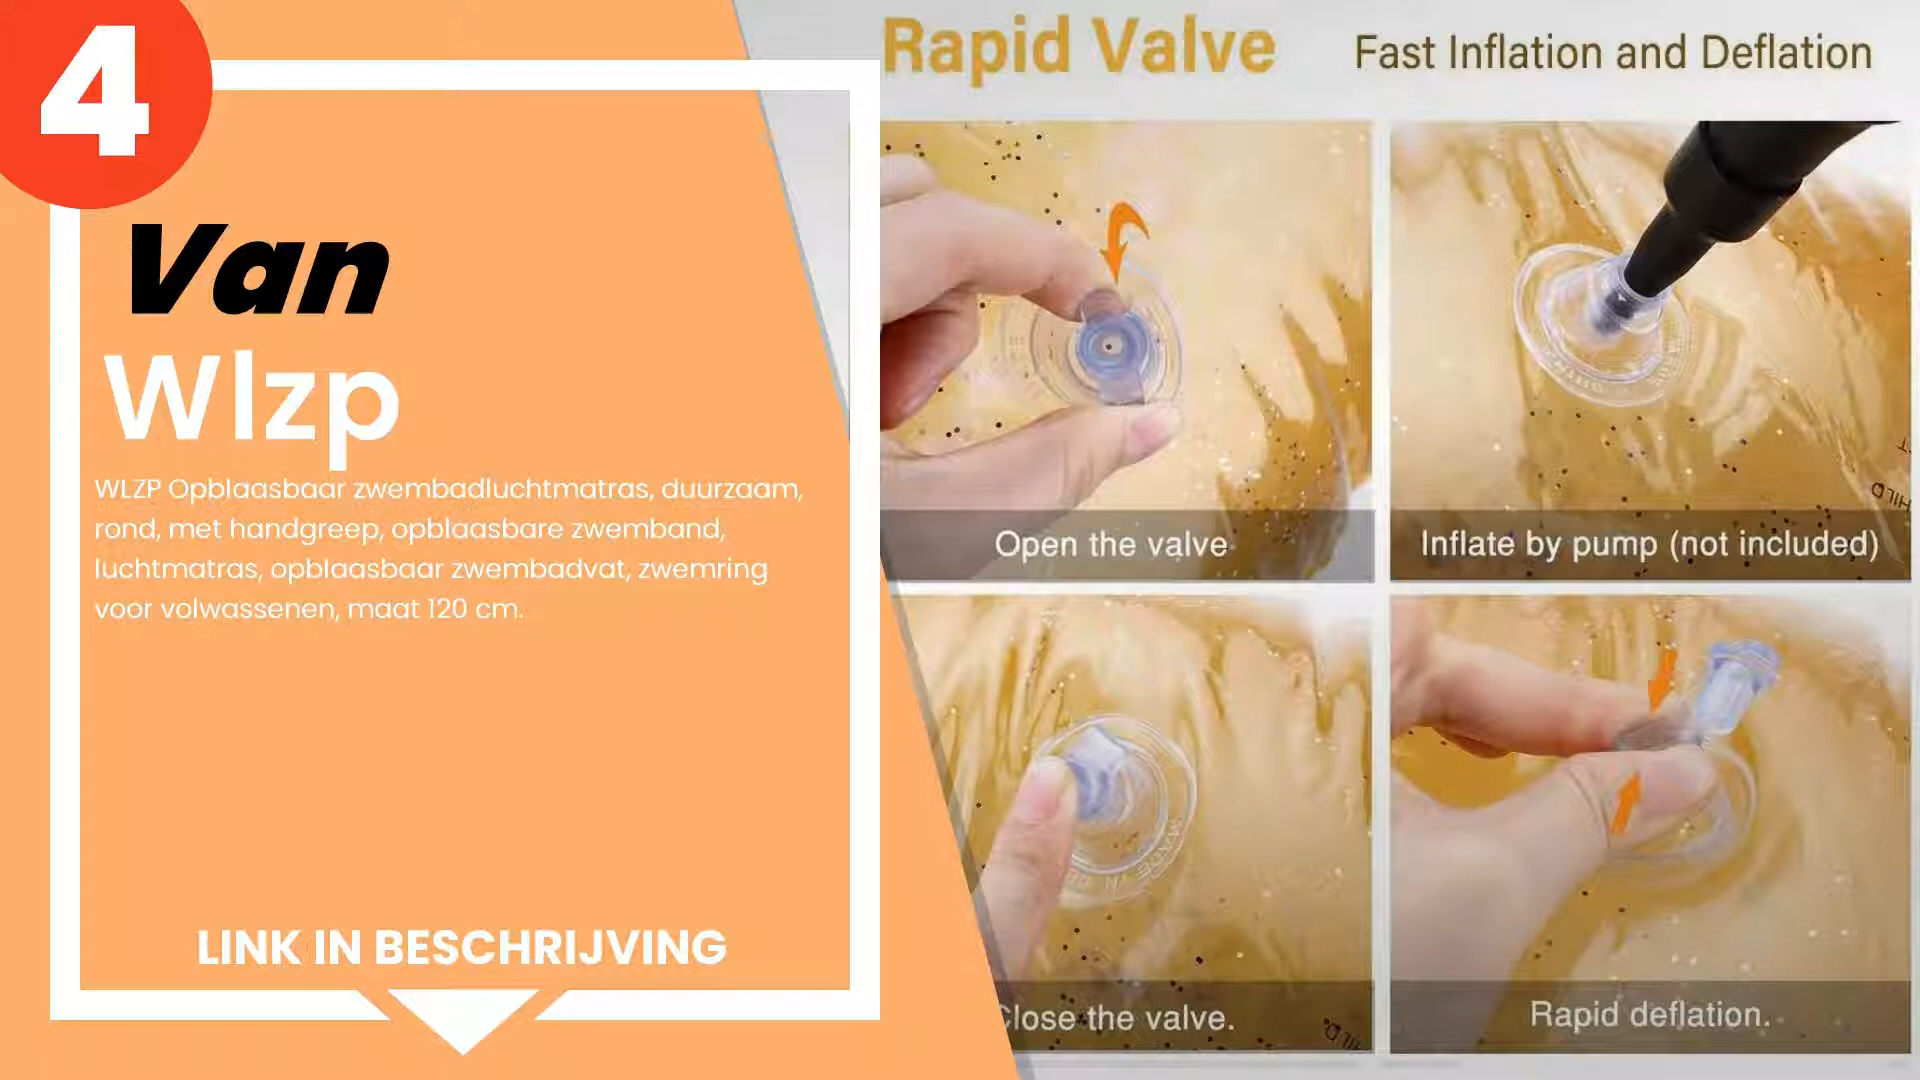 4
Van
Wlzp
WLZP Opblaasbaar zwembadluchtmatras, duurzaam,
rond, met handgreep, opblaasbare zwemband,
luchtmatras, opblaasbaar zwembadvat, zwemring
voor volwassenen, maat 120 cm.
LINK IN BESCHRIJVING
Rapid Valve
Fast Inflation and Deflation
Open the valve
Inflate by pump (not included)
Close the valve.
Rapid deflation.